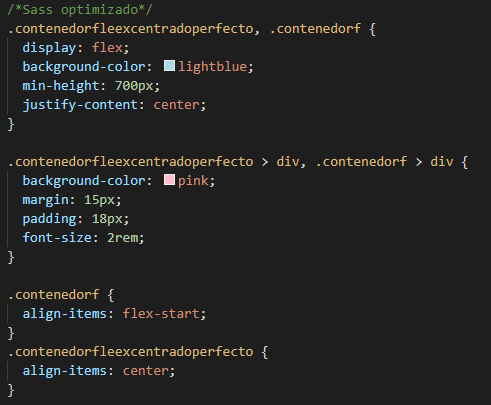 /*Sass optimizado*/
.contenedorfleexcentradoperfecto, .contenedorf {
display: flex;
background-color: lightblue;
min-height: 700px;
justify-content: center;
}
.contenedorfleexcentradoperfecto > div, .contenedorf > div {
background-color: pink;
margin: 15px;
padding: 18px;
font-size: 2rem;
}
.contenedorf {
align-items: flex-start;
}
.contenedorfleexcentradoperfecto {
align-items: center;
}